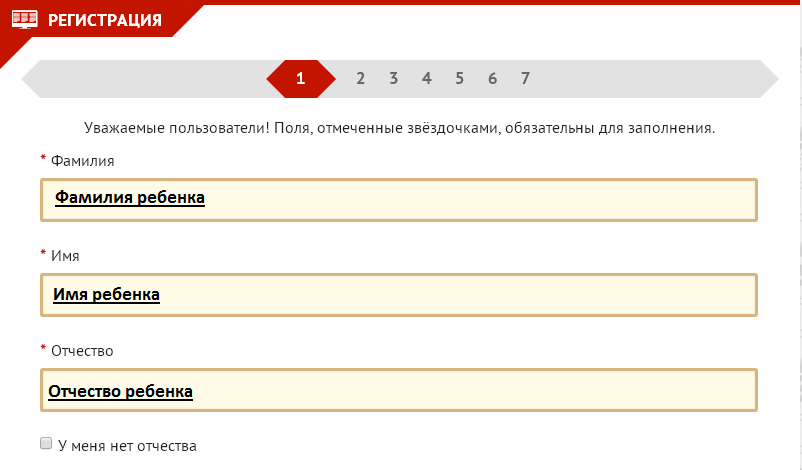 РЕГИСТРАЦИЯ
1 2 3 4 5 6 7
Уважаемые пользователи! Поля, отмеченные звёздочками, обязательны для заполнения.
* Фамилия
Фамилия ребенка
* Имя
Имя ребенка
* Отчество
Отчество ребенка
У меня нет отчества